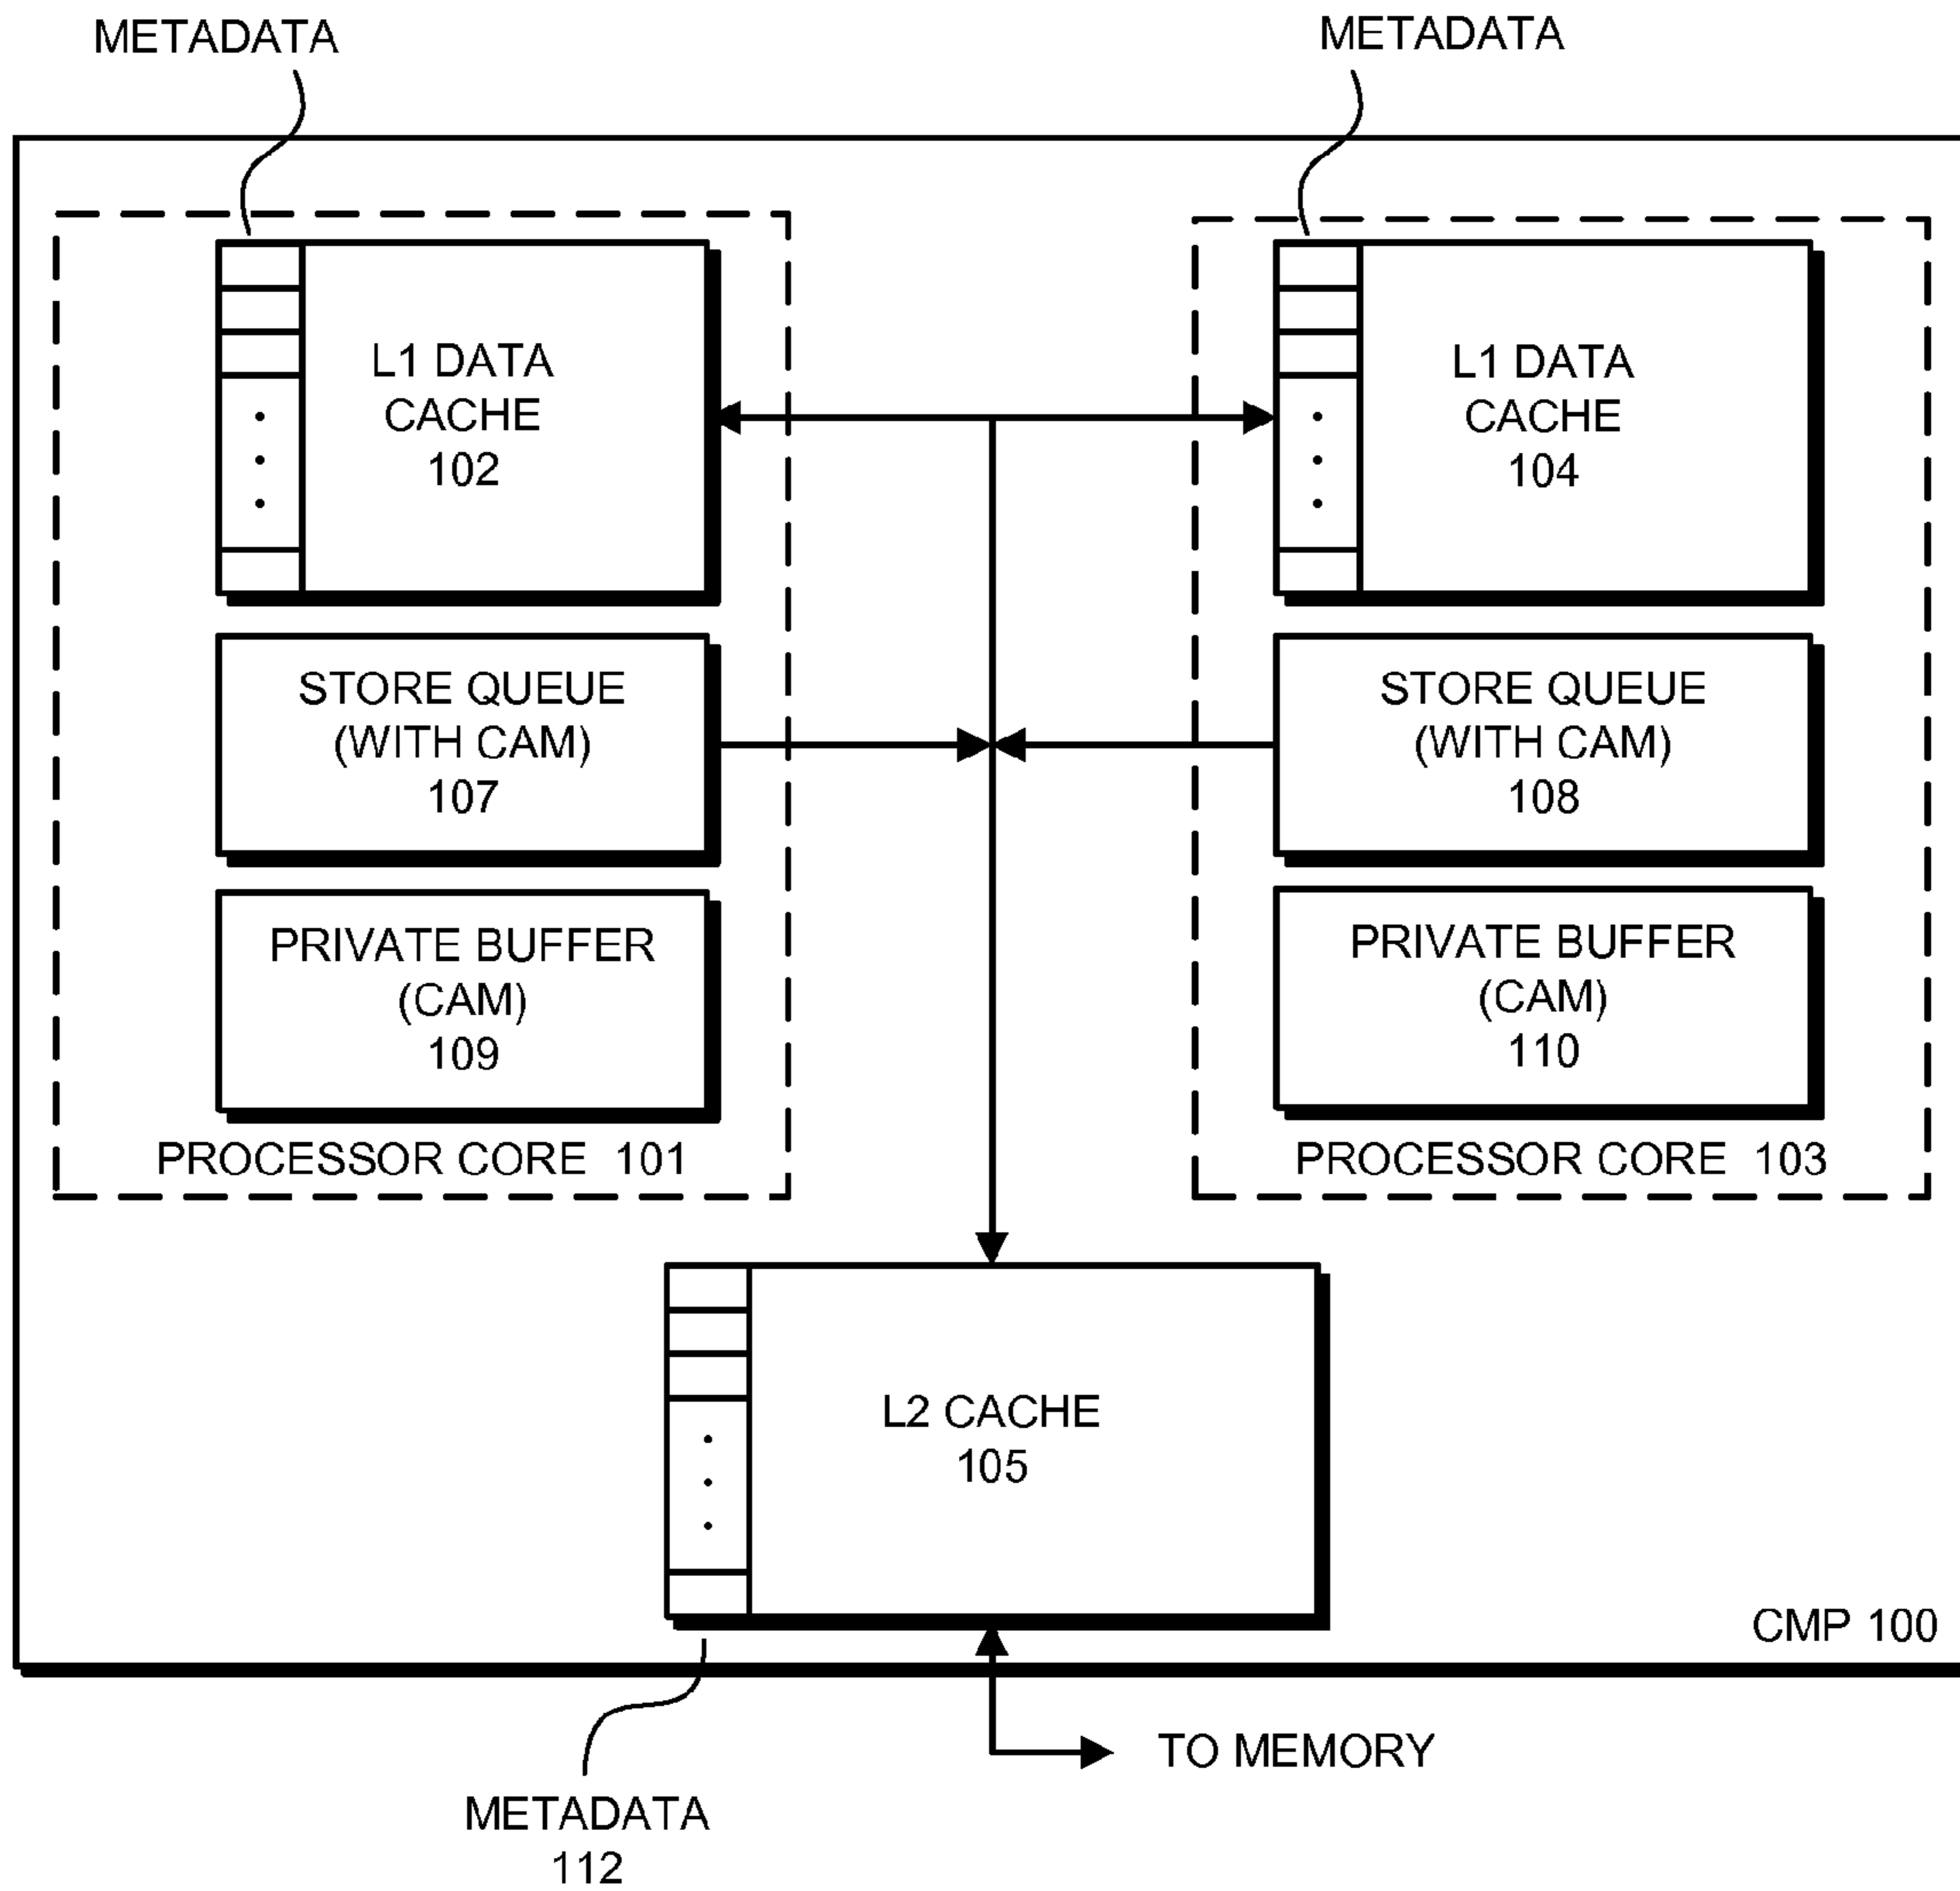 METADATA
METADATA
L1 DATA
CACHE
102
L1 DATA
CACHE
104
STORE QUEUE
(WITH CAM)
107
STORE QUEUE
(WITH CAM)
108
PRIVATE BUFFER
(CAM)
109
PRIVATE BUFFER
(CAM)
110
PROCESSOR CORE 101
PROCESSOR CORE 103
L2 CACHE
105
CMP 100
TO MEMORY
METADATA
112